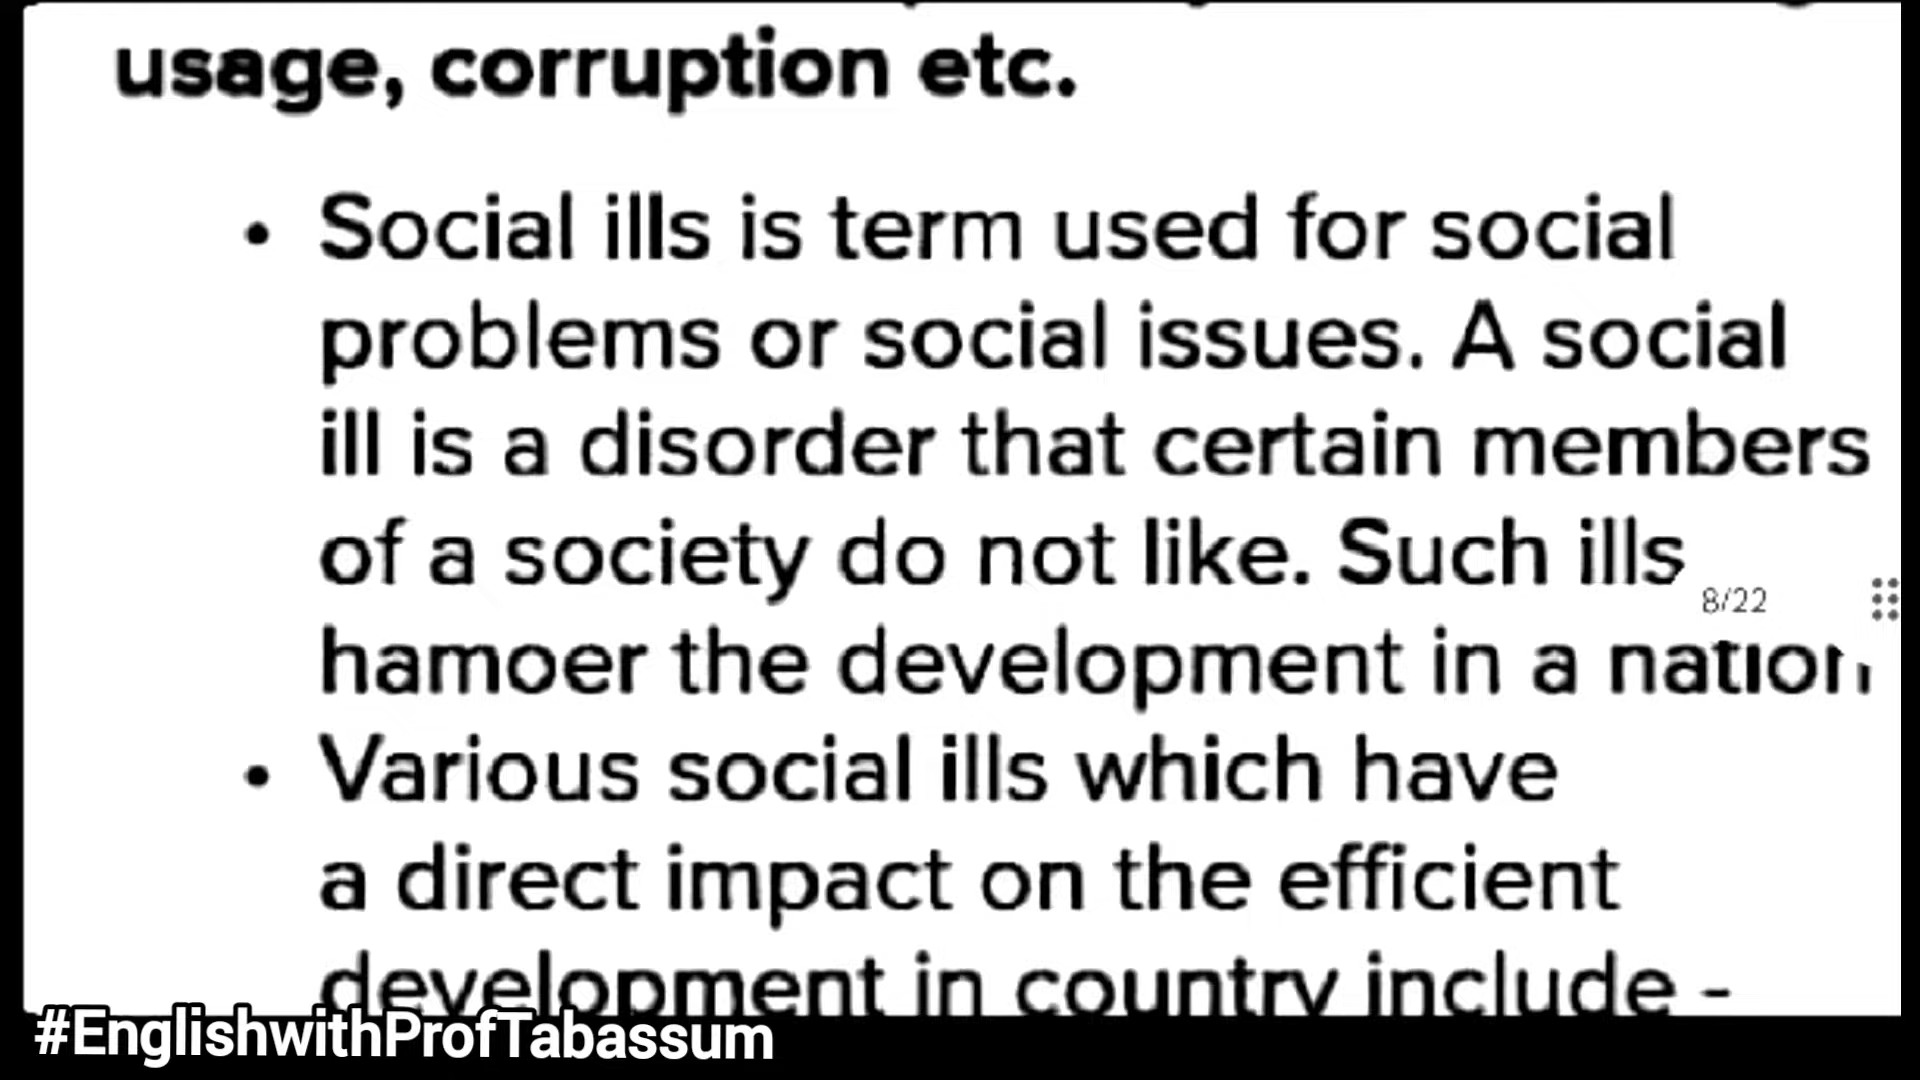 usage, corruption etc.
• Social ills is term used for social
problems or social issues. A social
ill is a disorder that certain members
of a society do not like. Such ills
8/22
hamoer the development in a nation
• Various social ills which have
a direct impact on the efficient
development in country include -
#EnglishwithProfTabassum